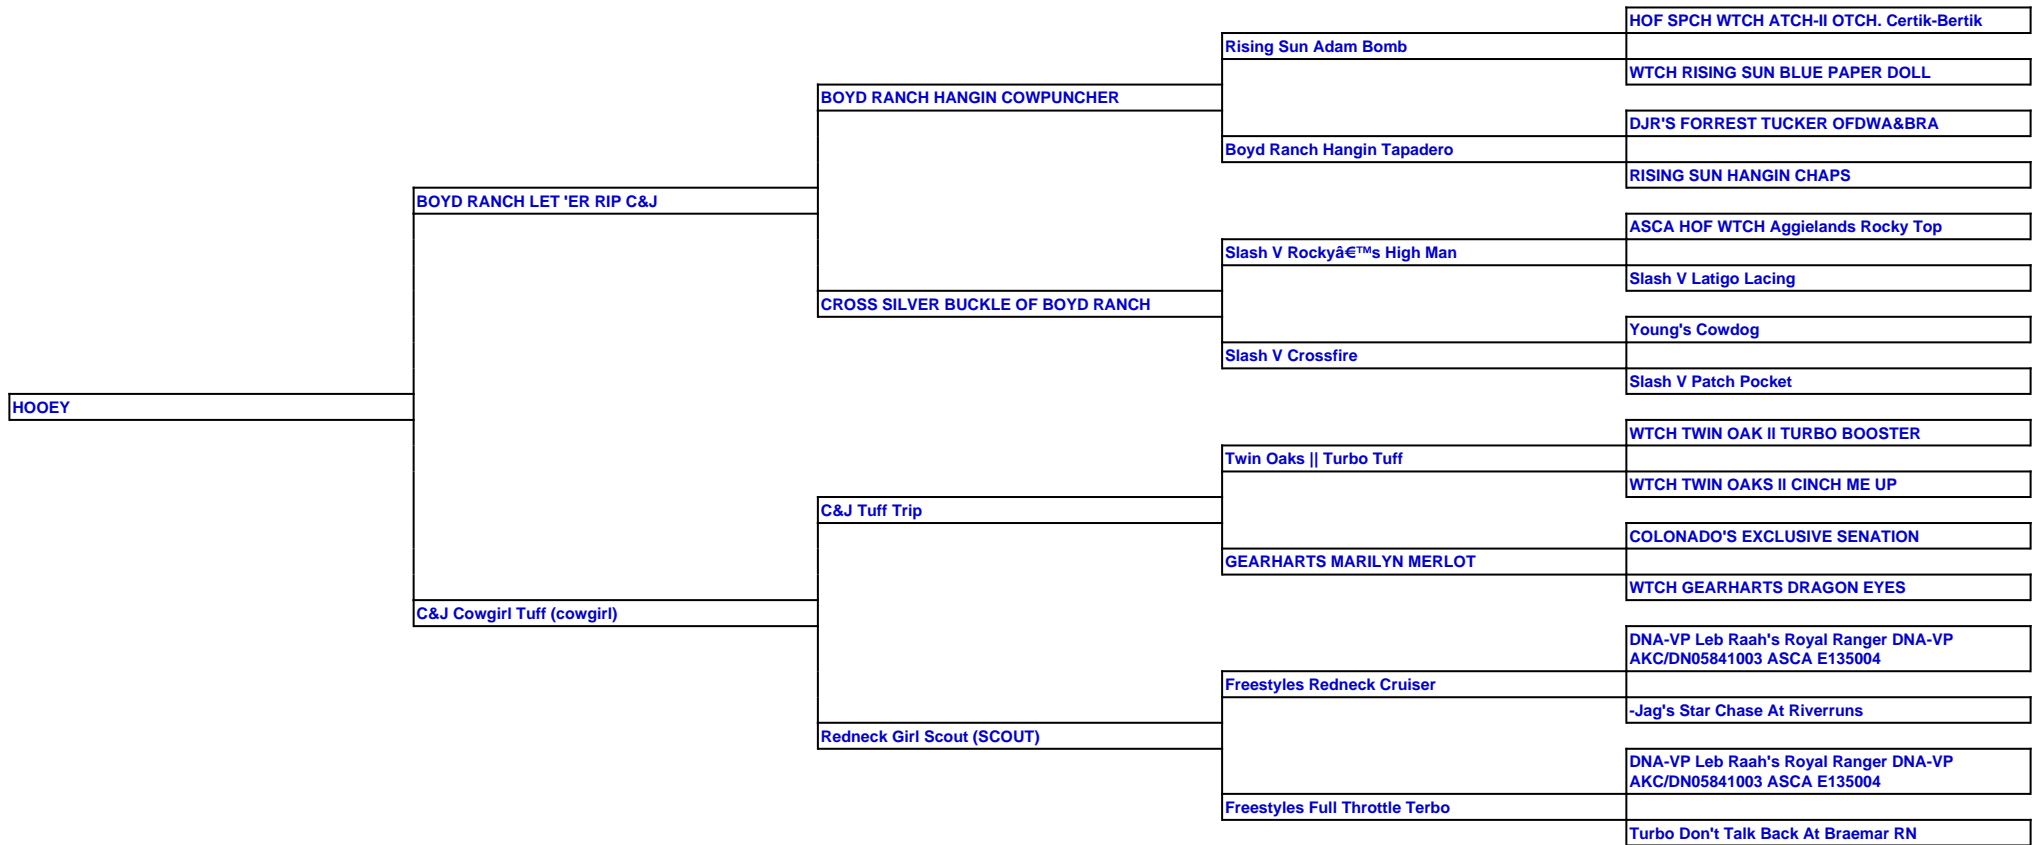 HOF SPCH WTCH ATCH-II OTCH. Certik-Bertik
Rising Sun Adam Bomb
WTCH RISING SUN BLUE PAPER DOLL
BOYD RANCH HANGIN COWPUNCHER
DJR'S FORREST TUCKER OFDWA&BRA
Boyd Ranch Hangin Tapadero
RISING SUN HANGIN CHAPS
BOYD RANCH LET 'ER RIP C&J
ASCA HOF WTCH Aggielands Rocky Top
Slash V Rockyâ€™s High Man
Slash V Latigo Lacing
CROSS SILVER BUCKLE OF BOYD RANCH
Young's Cowdog
Slash V Crossfire
Slash V Patch Pocket
HOOEY
WTCH TWIN OAK II TURBO BOOSTER
Twin Oaks || Turbo Tuff
WTCH TWIN OAKS II CINCH ME UP
C&J Tuff Trip
COLONADO'S EXCLUSIVE SENATION
GEARHARTS MARILYN MERLOT
WTCH GEARHARTS DRAGON EYES
C&J Cowgirl Tuff (cowgirl)
DNA-VP Leb Raah's Royal Ranger DNA-VP
AKC/DN05841003 ASCA E135004
Freestyles Redneck Cruiser
-Jag's Star Chase At Riverruns
Redneck Girl Scout (SCOUT)
DNA-VP Leb Raah's Royal Ranger DNA-VP
AKC/DN05841003 ASCA E135004
Freestyles Full Throttle Terbo
Turbo Don't Talk Back At Braemar RN